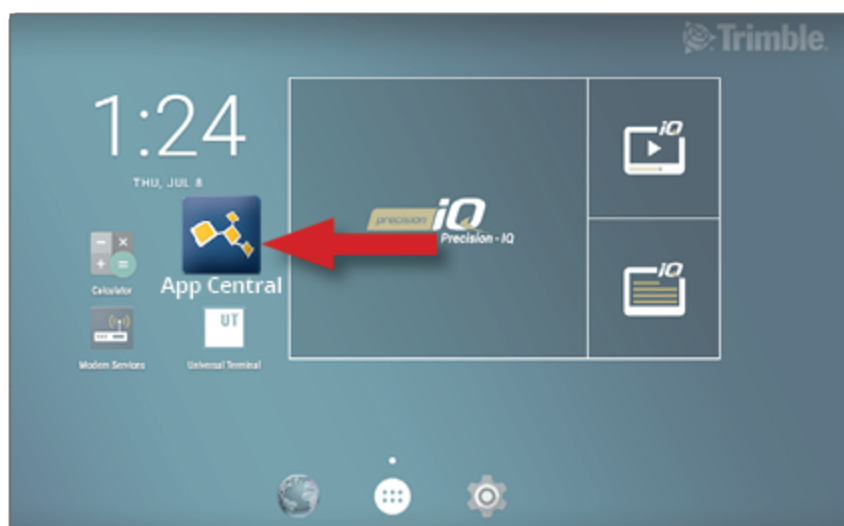 Trimble.
1:24
THU, JUL 8
Calculator
App Central
Modem Services
UT
Universal Terminal
precision iQ
Precision - IQ
iQ
iQ